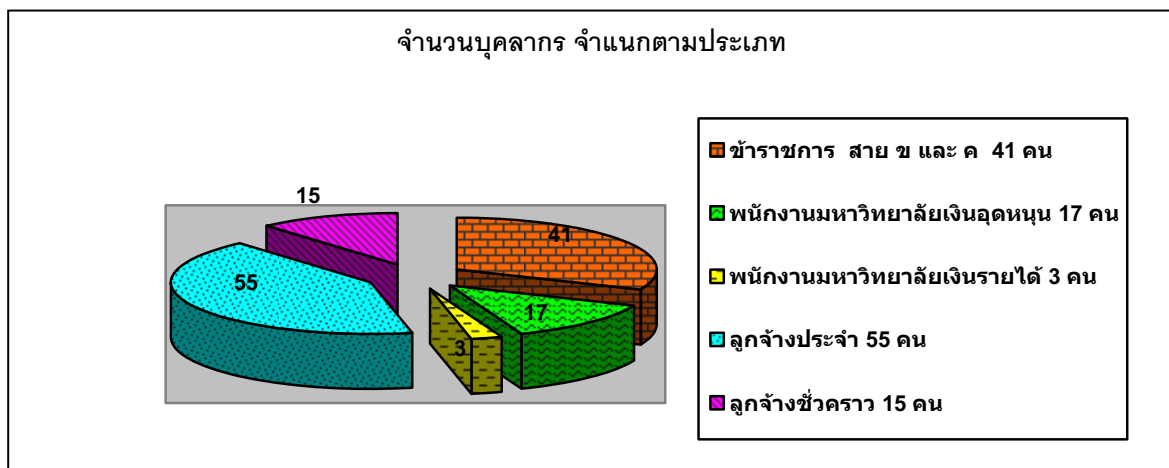 จำนวนบุคลากร จำแนกตามประเภท
15
41
55
17
3
ข้าราชการ สาย ข และ ค 41 คน
พนักงานมหาวิทยาลัยเงินอุดหนุน 17 คน
พนักงานมหาวิทยาลัยเงินรายได้ 3 คน
ลูกจ้างประจำ 55 คน
ลูกจ้างชั่วคราว 15 คน